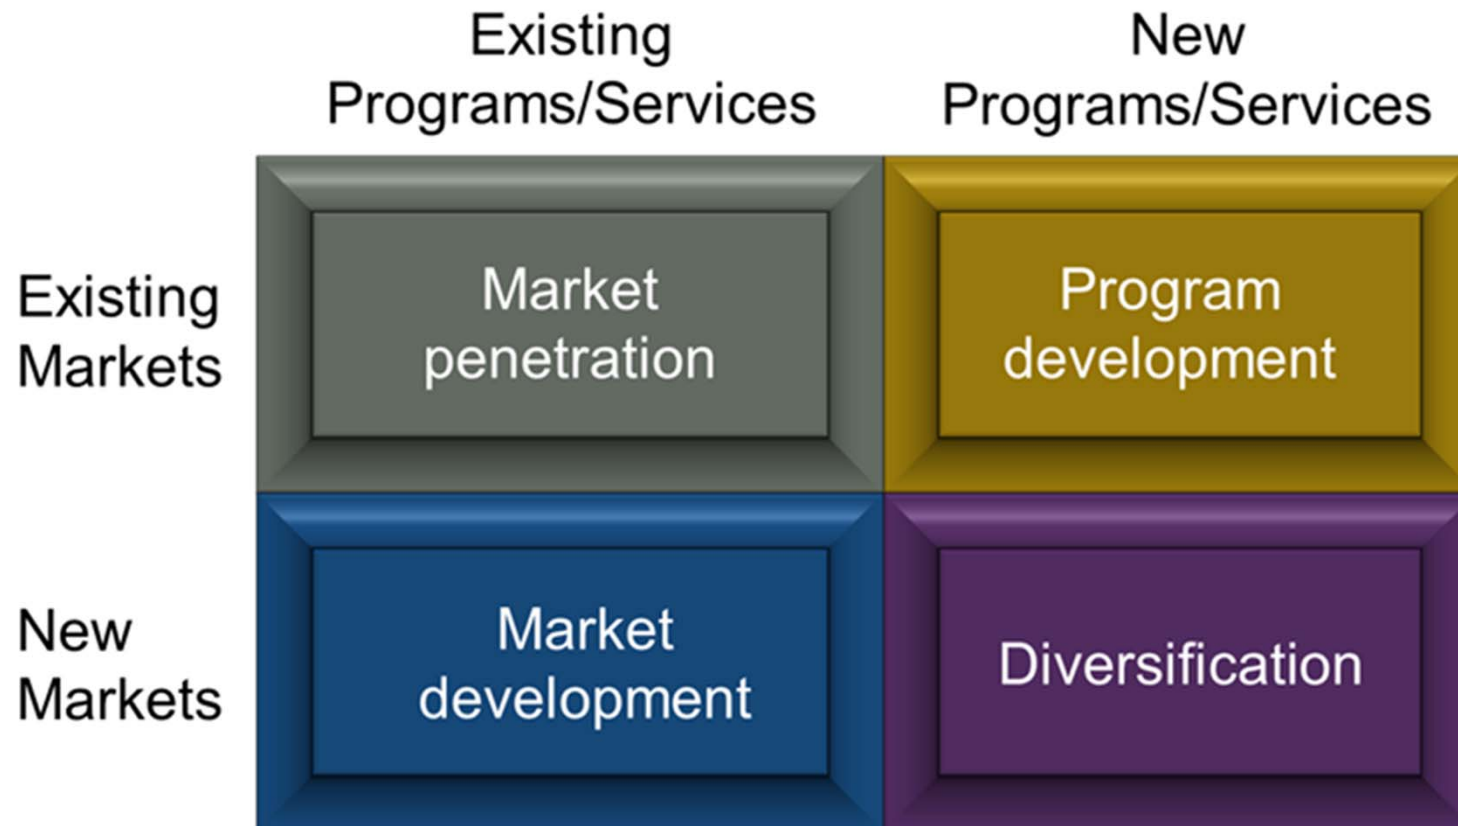 Existing
Programs/Services
New
Programs/Services
Existing
Markets
Market
penetration
Program
development
New
Markets
Market
development
Diversification